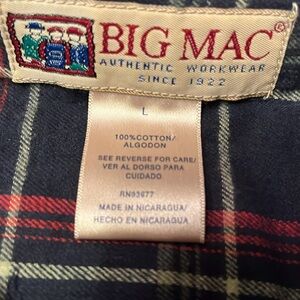 BIG MAC®
AUTHENTIC WORKWEAR
SINCE 1922
L
100%COTTON/
ALGODON
SEE REVERSE FOR CARE/
VER AL DORSO PARA
CUIDADO
RN93677
MADE IN NICARAGUA/
HECHO EN NICARAGUA